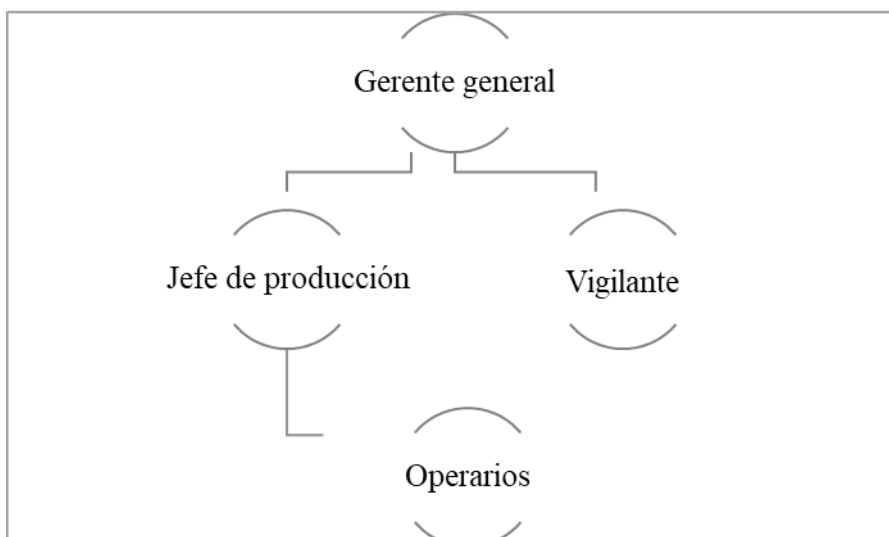 Gerente general
Jefe de producción
Vigilante
Operarios